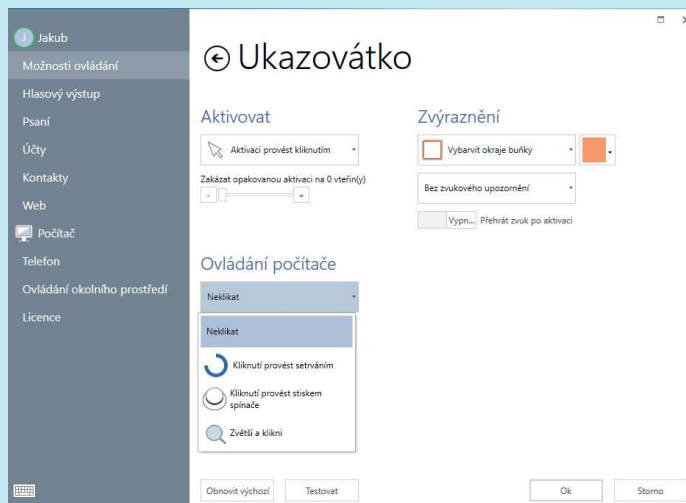 J Jakub
Možnosti ovládání
Hlasový výstup
Psaní
Účty
Kontakty
Web
Počítač
Telefon
Ovládání okolního prostředí
Licence
Ukazovátko
Aktivovat
Aktivaci provést kliknutím
Zakázat opakovanou aktivaci na 0 vteřin(y)
- +
Zvýraznění
Vybarvit okraje buňky
Bez zvukového upozornění
Vypn... Přehrát zvuk po aktivaci
Ovládání počítače
Neklikat
Neklikat
Kliknutí provést setrváním
Kliknutí provést stiskem
spínače
Zvětši a klikni
Obnovit výchozí Testovat Ok Storno